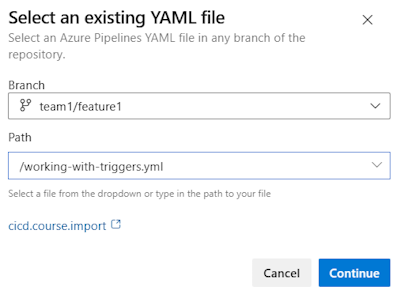 Select an existing YAML file
Select an Azure Pipelines YAML file in any branch of the
repository.
Branch
team1/feature1
Path
/working-with-triggers.yml
Select a file from the dropdown or type in the path to your file
cicd.course.import
Cancel
Continue